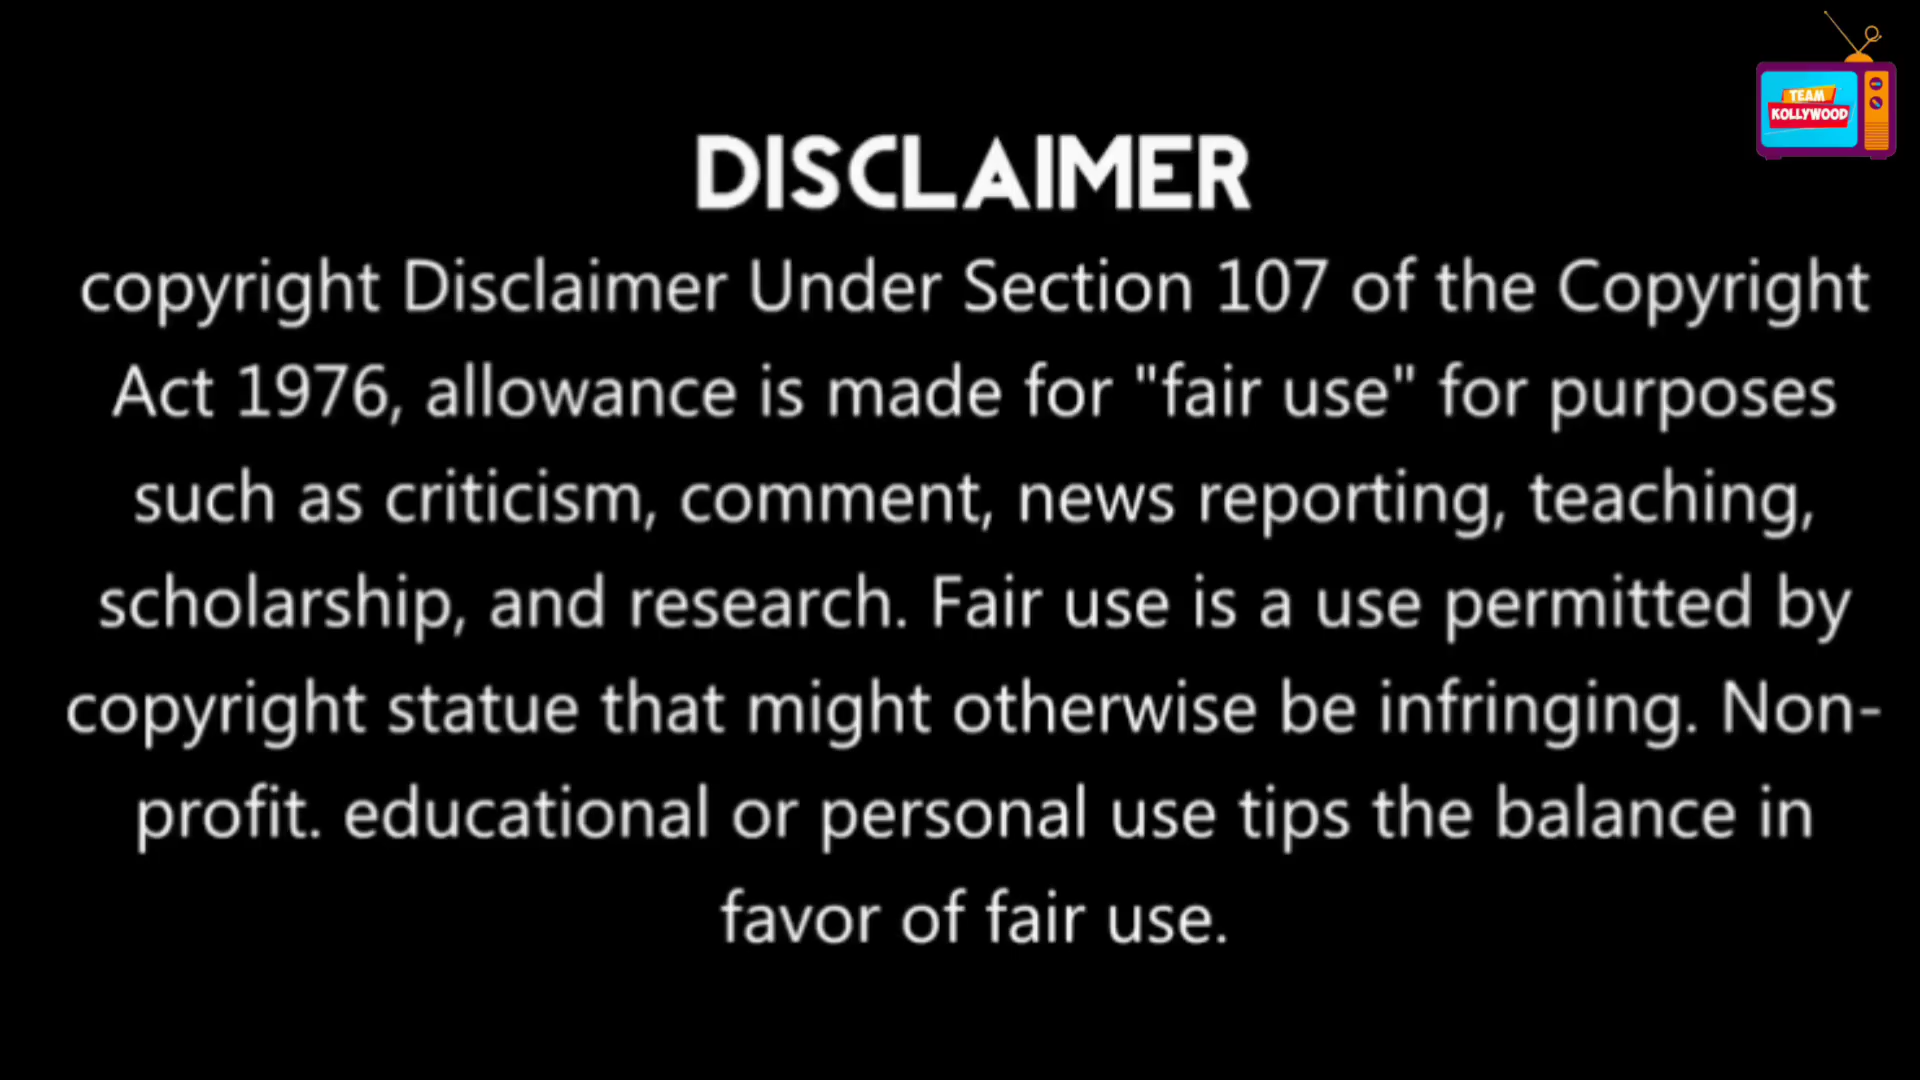 TEAM
KOLLYWOOD
DISCLAIMER
copyright Disclaimer Under Section 107 of the Copyright
Act 1976, allowance is made for "fair use" for purposes
such as criticism, comment, news reporting, teaching,
scholarship, and research. Fair use is a use permitted by
copyright statue that might otherwise be infringing. Non-
profit. educational or personal use tips the balance in
favor of fair use.